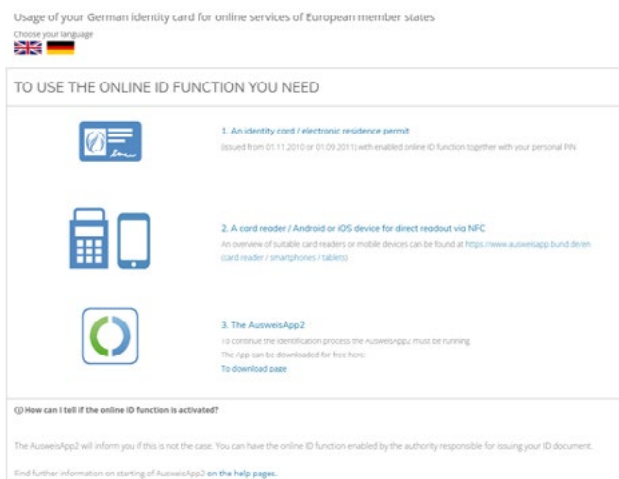 Usage of your German identity card for online services of European member states
Choose your language
TO USE THE ONLINE ID FUNCTION YOU NEED
1. An identity card / electronic residence permit
(issued from 01.11.2010 or 01.09.2011) with enabled online ID function together with your personal PIN
2. A card reader / Android or iOS device for direct readout via NFC
An overview of suitable card readers or mobile devices can be found at https://www.ausweisapp.bund.de/en
(card reader / smartphones / tablets)
3. The AusweisApp2
To continue the identification process the AusweisApp2 must be running.
The App can be downloaded for free here:
To download page
How can I tell if the online ID function is activated?
The AusweisApp2 will inform you if this is not the case. You can have the online ID function enabled by the authority responsible for issuing your ID document.
Find further information on starting of AusweisApp2 on the help pages.